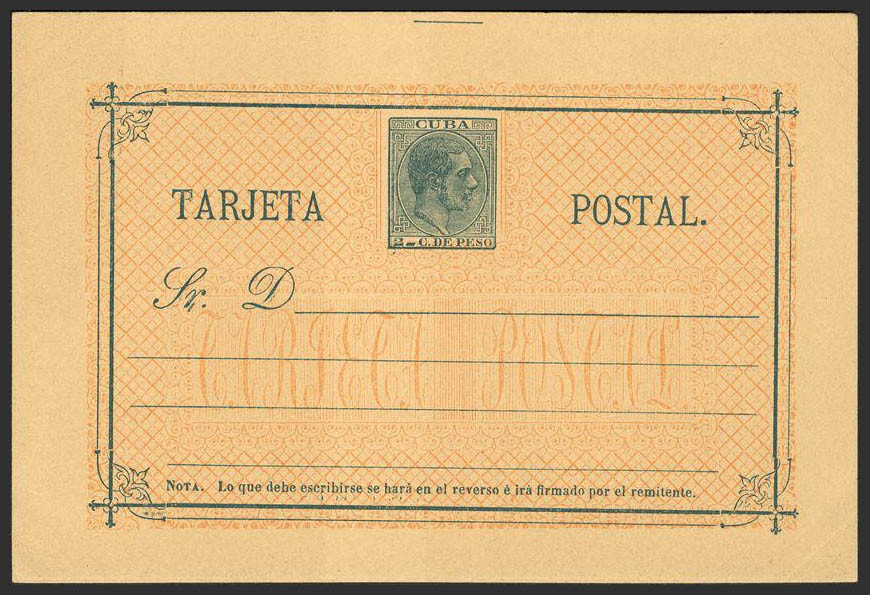 CUBA
TARJETA POSTAL.
2 - C. DE PESO
Sr. D
TARJETA POSTAL
NOTA. Lo que debe escribirse se hará en el reverso é irá firmado por el remitente.